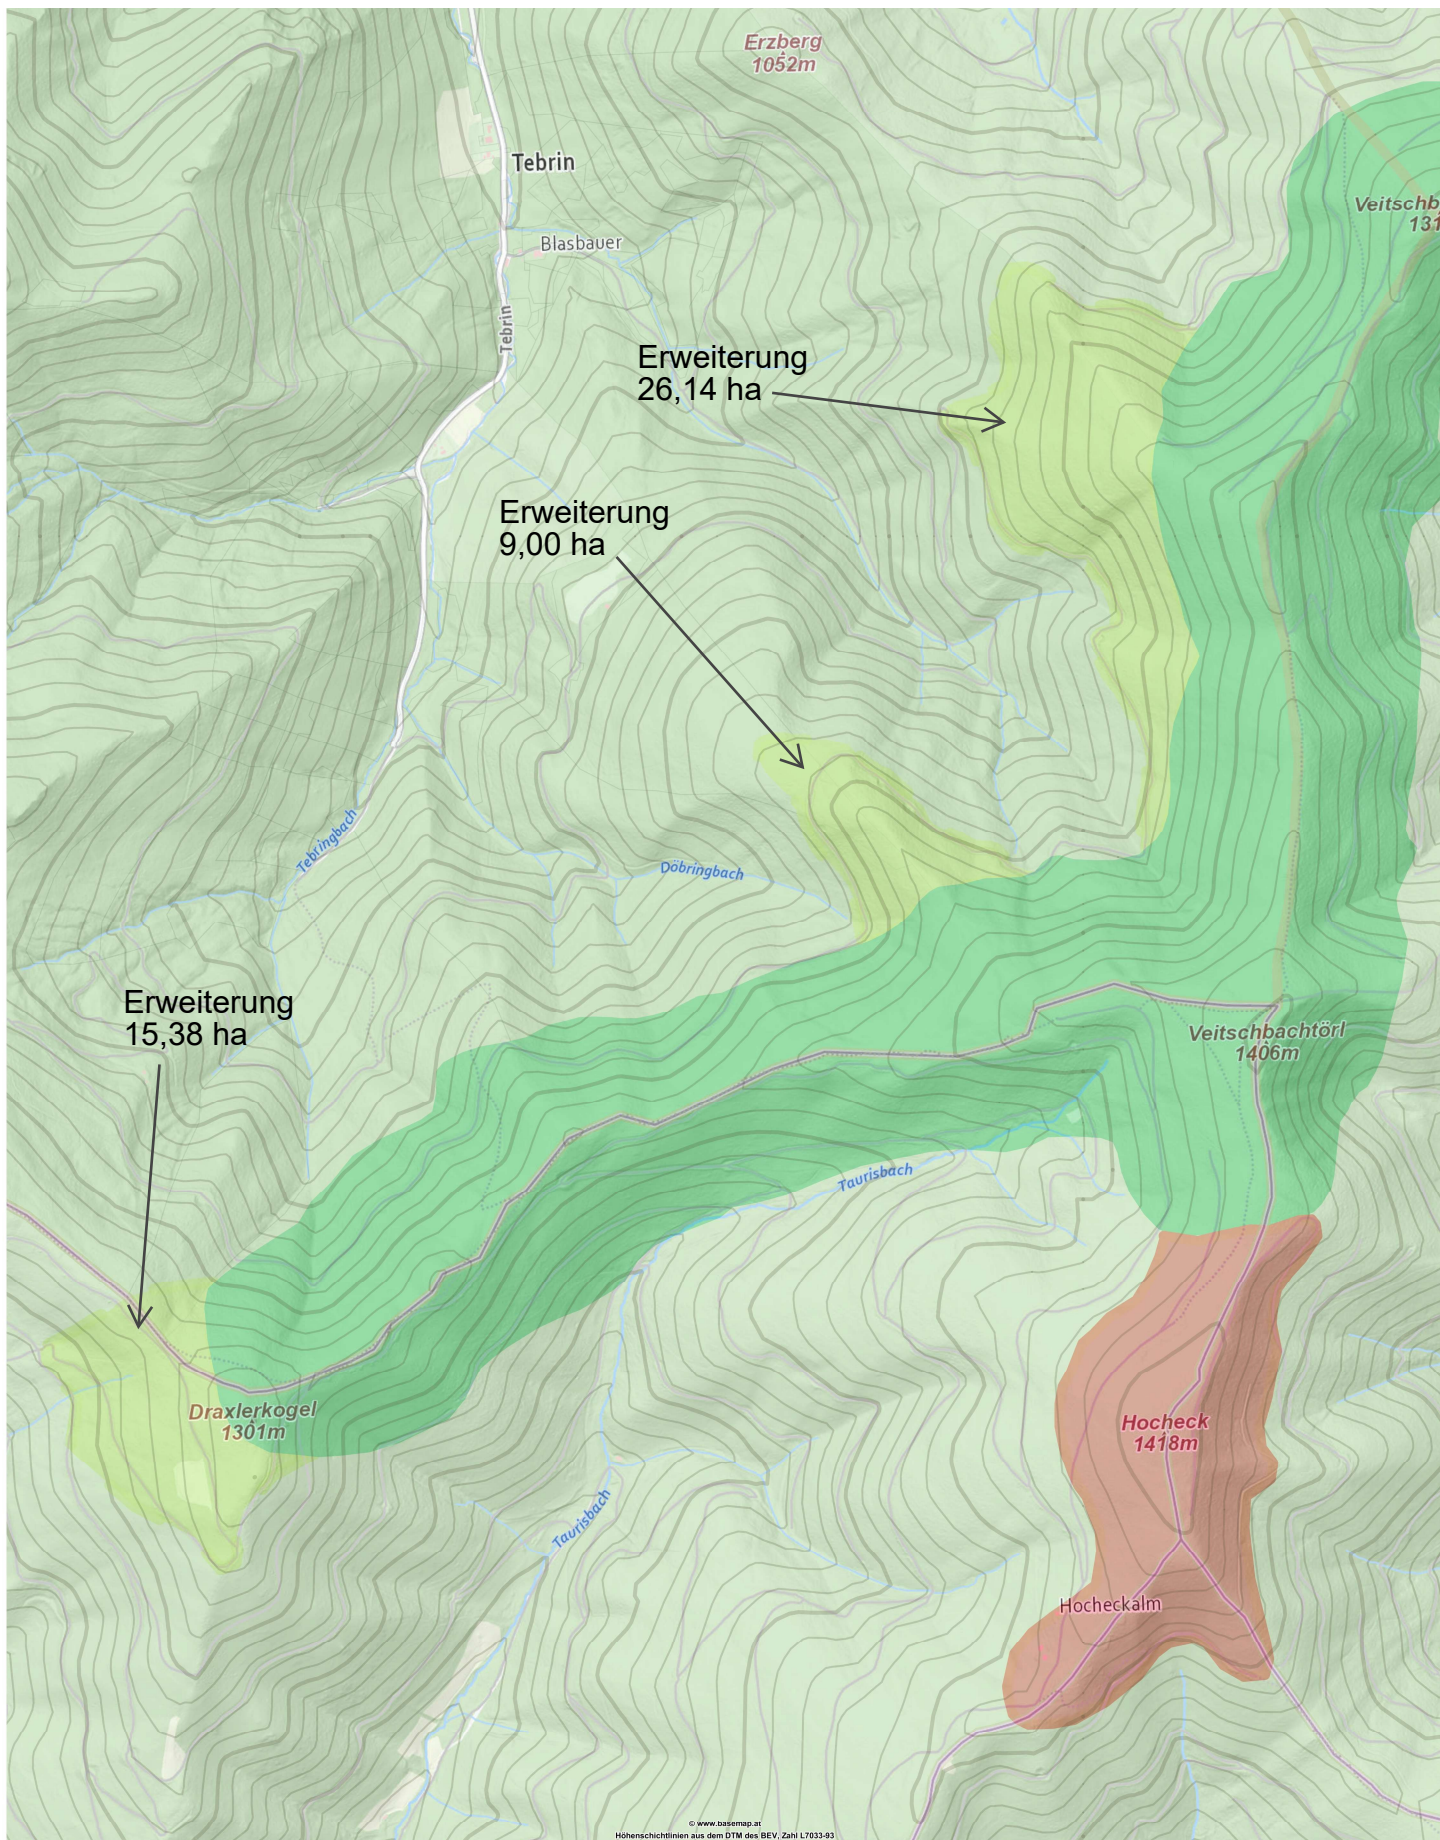 Erzberg
1052m
Tebrin
Veitschb
131
Blasbauer
Tebrin
Erweiterung
26,14 ha
Erweiterung
9,00 ha
Tebringbach
Döbringbach
Erweiterung
15,38 ha
Veitschbachtörl
1406m
Taurisbach
Draxlerkogel
1301m
Hocheck
1418m
Taurisbach
Hocheckalm
© www.basemap.at
Höhenschichtlinien aus dem DTM des BEV, Zahl L7033-93